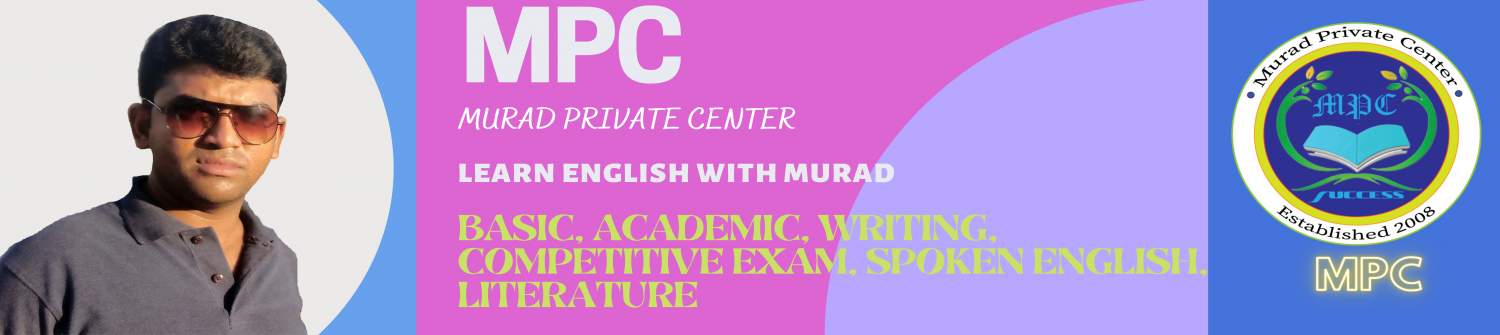 MPC
MURAD PRIVATE CENTER
LEARN ENGLISH WITH MURAD
BASIC, ACADEMIC, WRITING,
COMPETITIVE EXAM, SPOKEN ENGLISH,
LITERATURE
Murad Private Center
MPC
SUCCESS
Established 2008
MPC